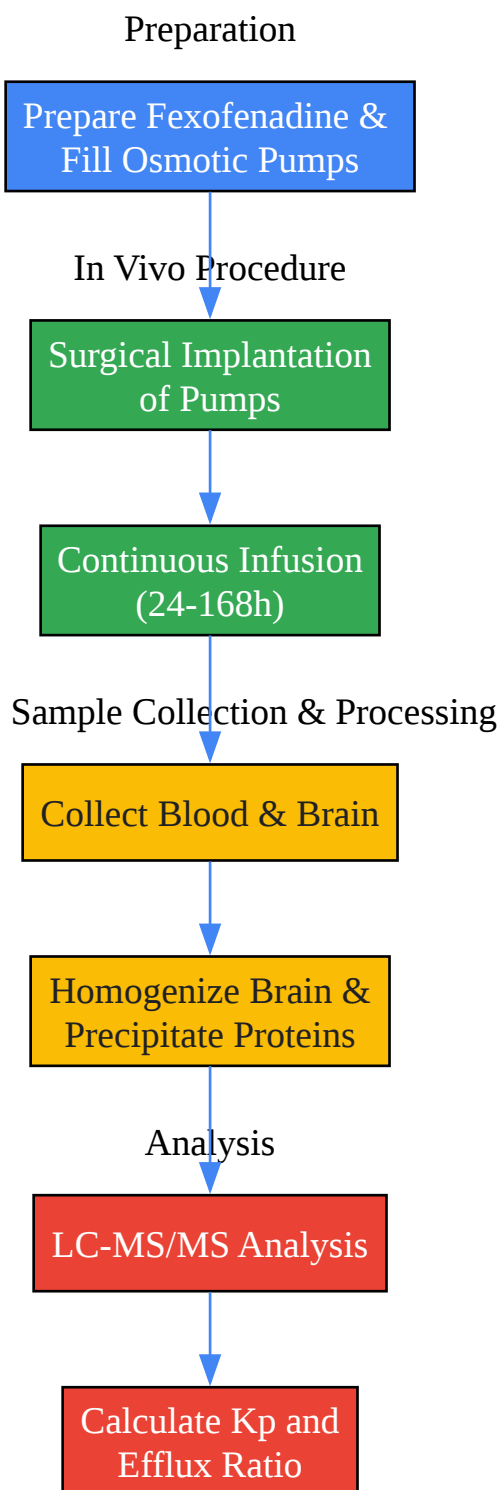 Preparation
Prepare Fexofenadine &
Fill Osmotic Pumps
In Vivo Procedure
Surgical Implantation
of Pumps
Continuous Infusion
(24-168h)
Sample Collection & Processing
Collect Blood & Brain
Homogenize Brain &
Precipitate Proteins
Analysis
LC-MS/MS Analysis
Calculate Kp and
Efflux Ratio